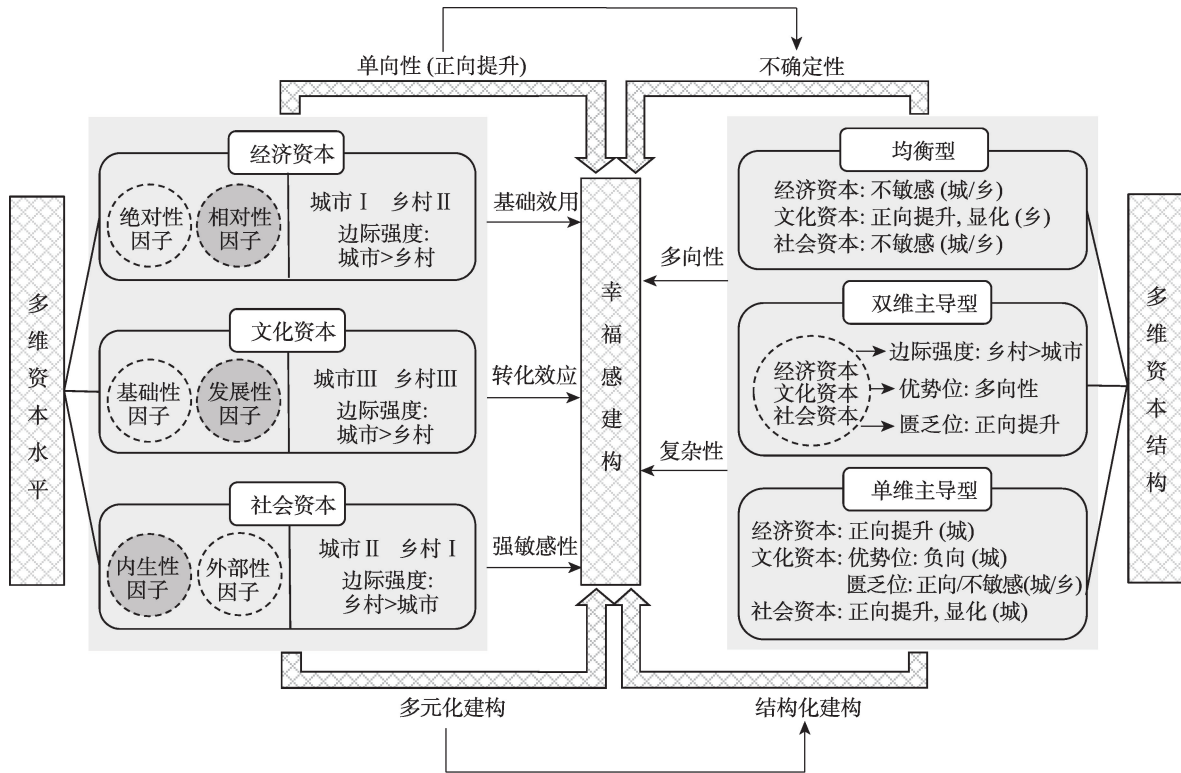 单向性 (正向提升)
不确定性
多维资本水平
经济资本
绝对性
因子
相对性
因子
城市 I 乡村 II
边际强度:
城市>乡村
文化资本
基础性
因子
发展性
因子
城市III 乡村III
边际强度:
城市>乡村
社会资本
内生性
因子
外部性
因子
城市 II 乡村 I
边际强度:
乡村>城市
基础效用
转化效应
强敏感性
幸福感建构
多向性
复杂性
均衡型
经济资本: 不敏感 (城/乡)
文化资本: 正向提升, 显化 (乡)
社会资本: 不敏感 (城/乡)
双维主导型
经济资本
文化资本
社会资本
边际强度: 乡村>城市
优势位: 多向性
匮乏位: 正向提升
单维主导型
经济资本: 正向提升 (城)
文化资本: 优势位: 负向 (城)
匮乏位: 正向/不敏感(城/乡)
社会资本: 正向提升, 显化 (城)
多维资本结构
多元化建构
结构化建构